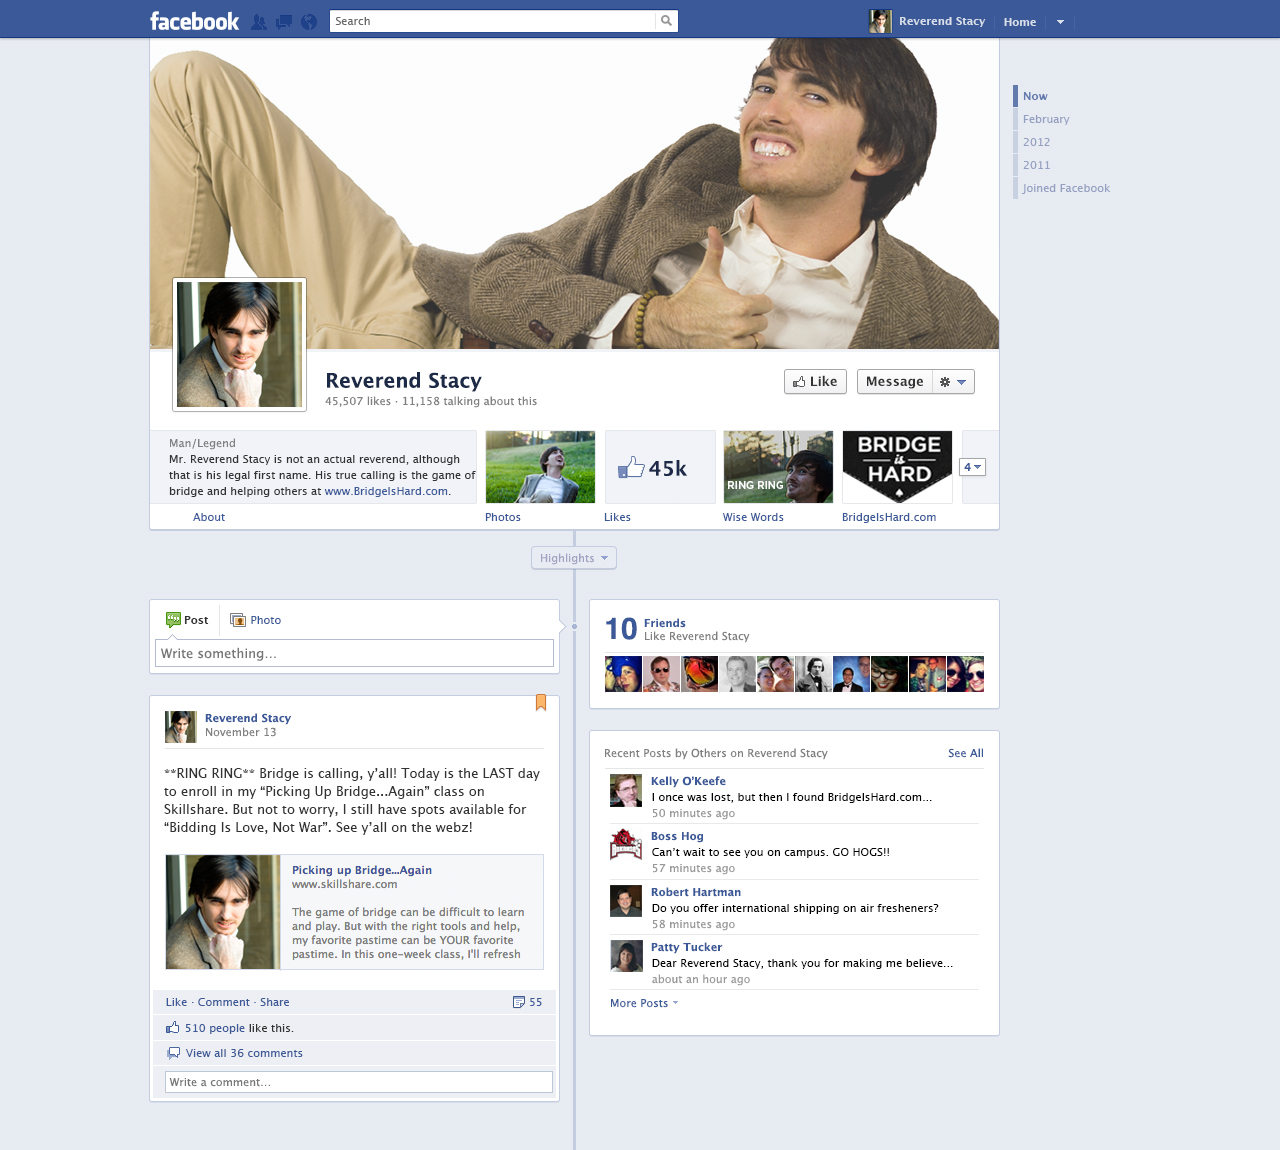 facebook
Search
Reverend Stacy
Home
Now
February
2012
2011
Joined Facebook
Reverend Stacy
45,507 likes · 11,158 talking about this
Like
Message
Man/Legend
Mr. Reverend Stacy is not an actual reverend, although
that is his legal first name. His true calling is the game of
bridge and helping others at www.BridgeIsHard.com.
45k
RING RING
BRIDGE
is
HARD
4
About
Photos
Likes
Wise Words
BridgeIsHard.com
Highlights
Post
Photo
Write something...
Reverend Stacy
November 13
**RING RING** Bridge is calling, y’all! Today is the LAST day
to enroll in my “Picking Up Bridge...Again” class on
Skillshare. But not to worry, I still have spots available for
“Bidding Is Love, Not War”. See y’all on the webz!
Picking up Bridge...Again
www.skillshare.com
The game of bridge can be difficult to learn
and play. But with the right tools and help,
my favorite pastime can be YOUR favorite
pastime. In this one-week class, I'll refresh
Like · Comment · Share
55
510 people like this.
View all 36 comments
Write a comment...
10
Friends
Like Reverend Stacy
Recent Posts by Others on Reverend Stacy
See All
Kelly O’Keefe
I once was lost, but then I found BridgeIsHard.com...
50 minutes ago
Boss Hog
Can’t wait to see you on campus. GO HOGS!!
57 minutes ago
Robert Hartman
Do you offer international shipping on air fresheners?
58 minutes ago
Patty Tucker
Dear Reverend Stacy, thank you for making me believe...
about an hour ago
More Posts